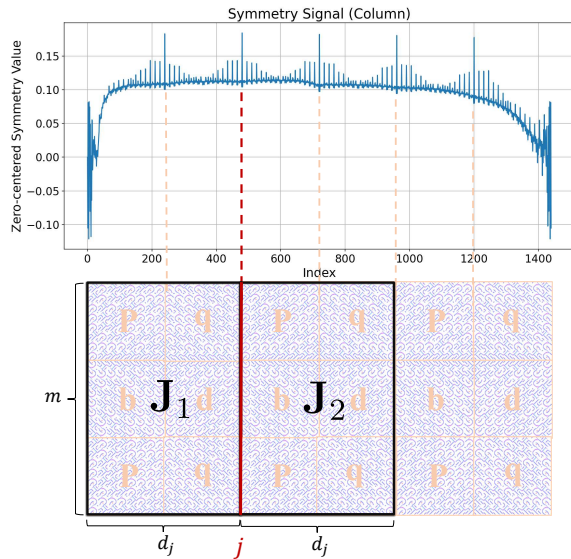 Symmetry Signal (Column)
Zero-centered Symmetry Value
0.15
0.10
0.05
0.00
−0.05
−0.10
0 200 400 600 800 1000 1200 1400
Index
p q p q p q
m
b d b d b d
J1 J2
p q p q p q
dj j dj